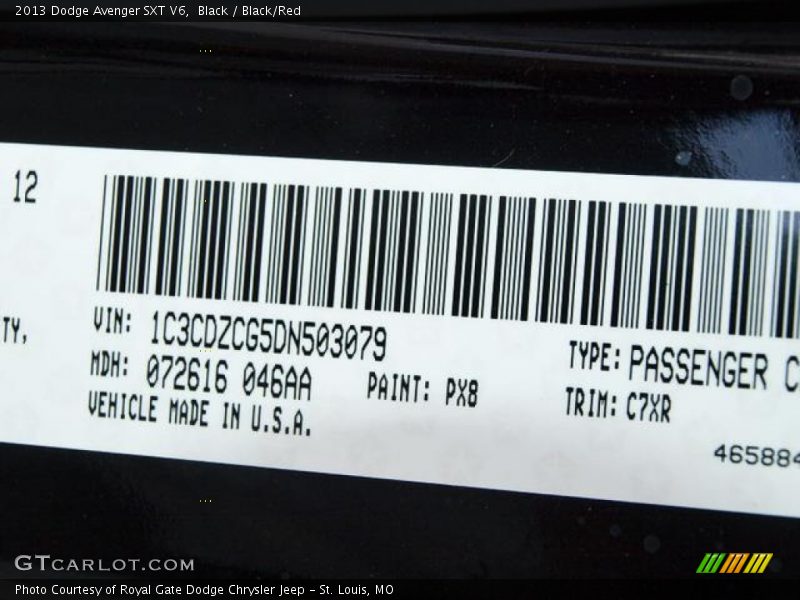 2013 Dodge Avenger SXT V6,  Black / Black/Red
12
TY,
VIN: 1C3CDZCG5DN503079
MDH: 072616 046AA
PAINT: PX8
VEHICLE MADE IN U.S.A.
TYPE: PASSENGER C
TRIM: C7XR
465884
GTCARLOT.COM
Photo Courtesy of Royal Gate Dodge Chrysler Jeep - St. Louis, MO